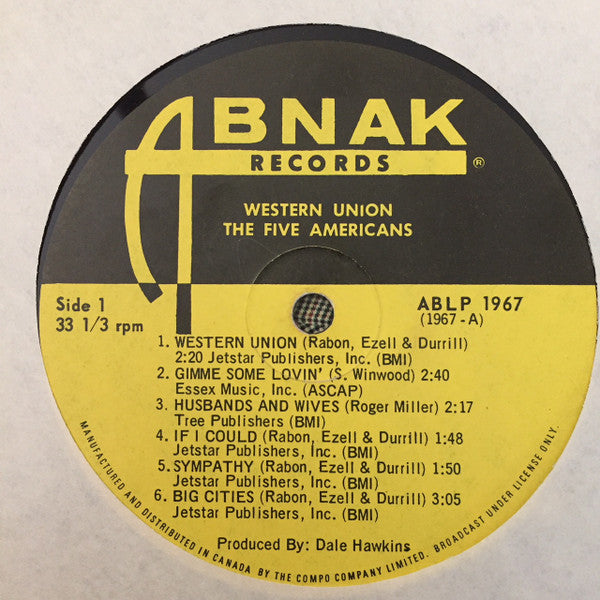 ABNAK
RECORDS ®
WESTERN UNION
THE FIVE AMERICANS
Side 1
33 1/3 rpm
ABLP 1967
(1967-A)
1. WESTERN UNION (Rabon, Ezell & Durrill)
2:20 Jetstar Publishers, Inc. (BMI)
2. GIMME SOME LOVIN' (S. Winwood) 2:40
Essex Music, Inc. (ASCAP)
3. HUSBANDS AND WIVES (Roger Miller) 2:17
Tree Publishers (BMI)
4. IF I COULD (Rabon, Ezell & Durrill) 1:48
Jetstar Publishers, Inc. (BMI)
5. SYMPATHY (Rabon, Ezell & Durrill) 1:50
Jetstar Publishers, Inc. (BMI)
6. BIG CITIES (Rabon, Ezell & Durrill) 3:05
Jetstar Publishers, Inc. (BMI)
Produced By: Dale Hawkins
MANUFACTURED AND DISTRIBUTED IN CANADA BY THE COMPO COMPANY LIMITED. BROADCAST UNDER LICENSE ONLY.